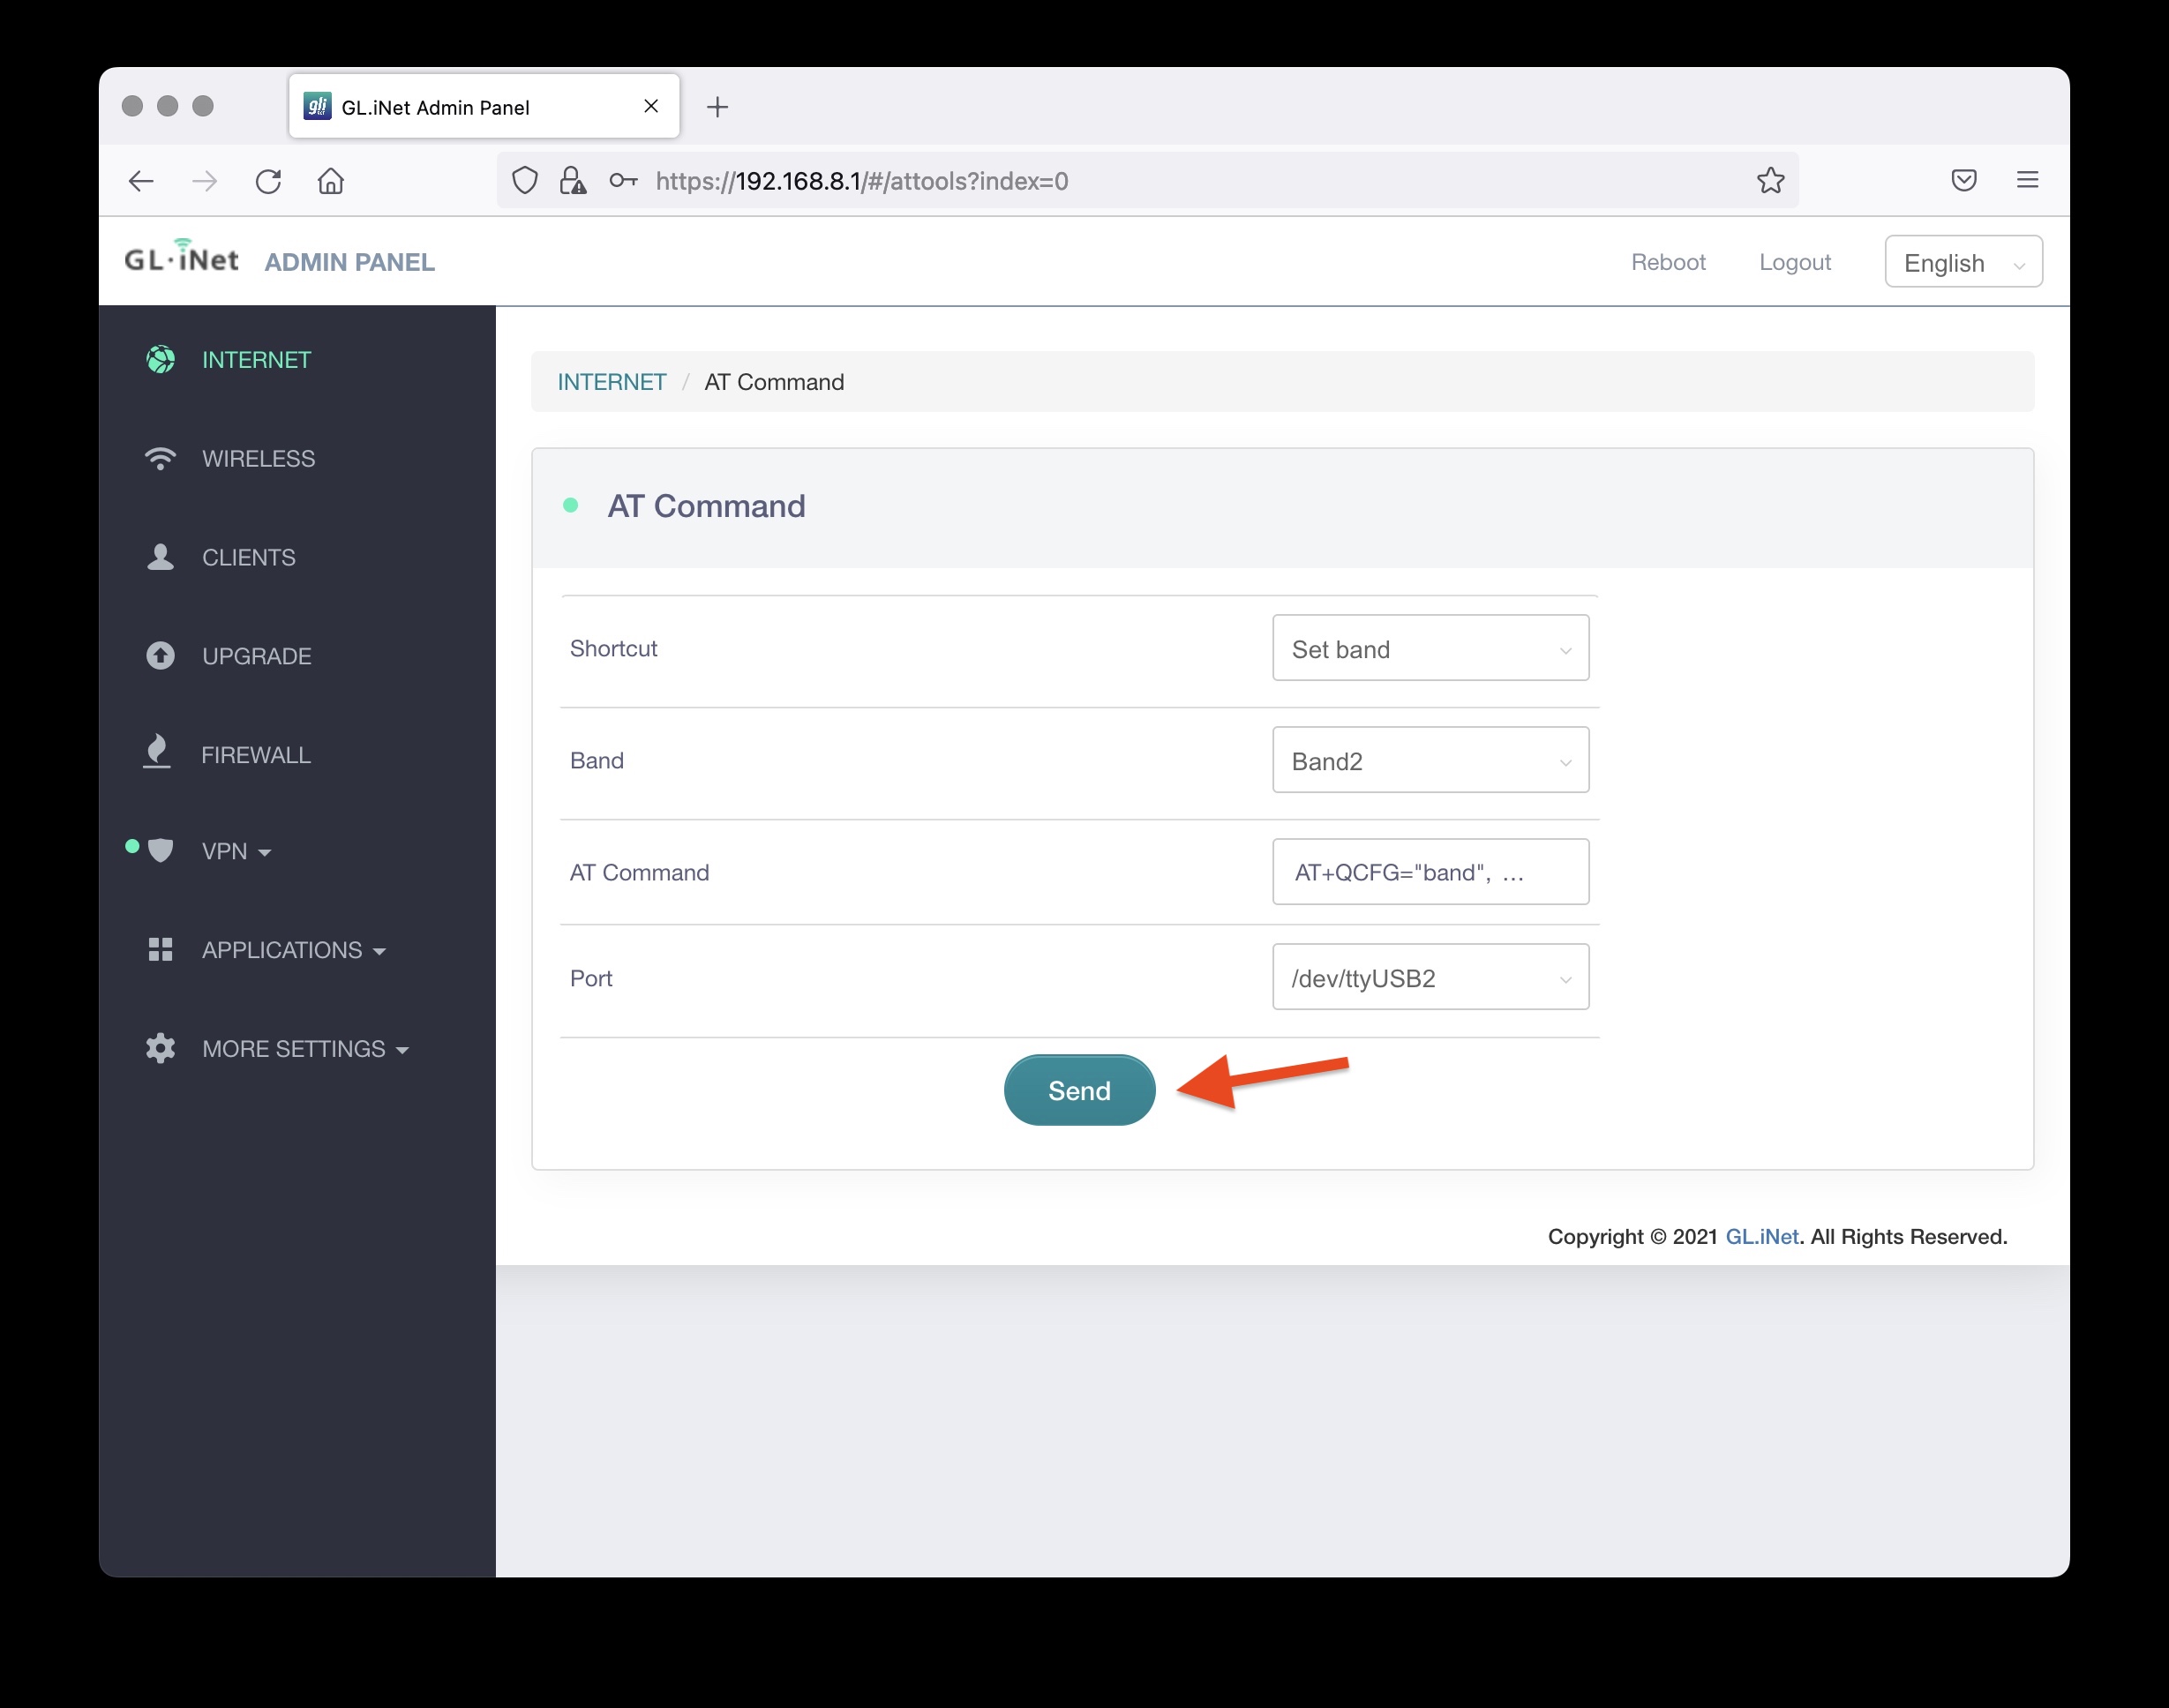 GL.iNet Admin Panel
https://192.168.8.1/#/attools?index=0
GL·iNet ADMIN PANEL
Reboot
Logout
English
INTERNET
WIRELESS
CLIENTS
UPGRADE
FIREWALL
VPN
APPLICATIONS
MORE SETTINGS
INTERNET / AT Command
AT Command
Shortcut
Set band
Band
Band2
AT Command
AT+QCFG="band", ...
Port
/dev/ttyUSB2
Send
Copyright © 2021 GL.iNet. All Rights Reserved.